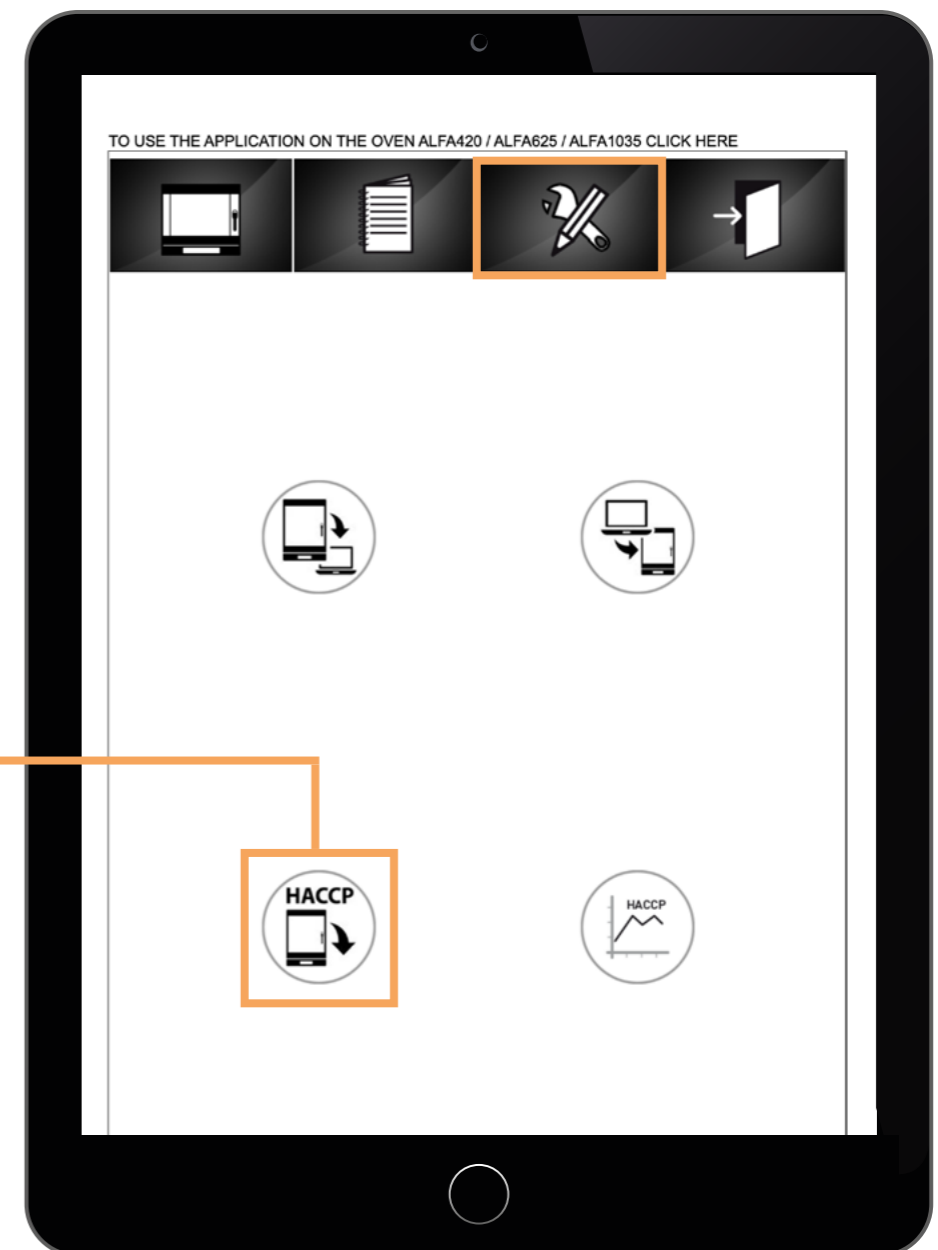 TO USE THE APPLICATION ON THE OVEN ALFA420 / ALFA625 / ALFA1035 CLICK HERE
HACCP
HACCP